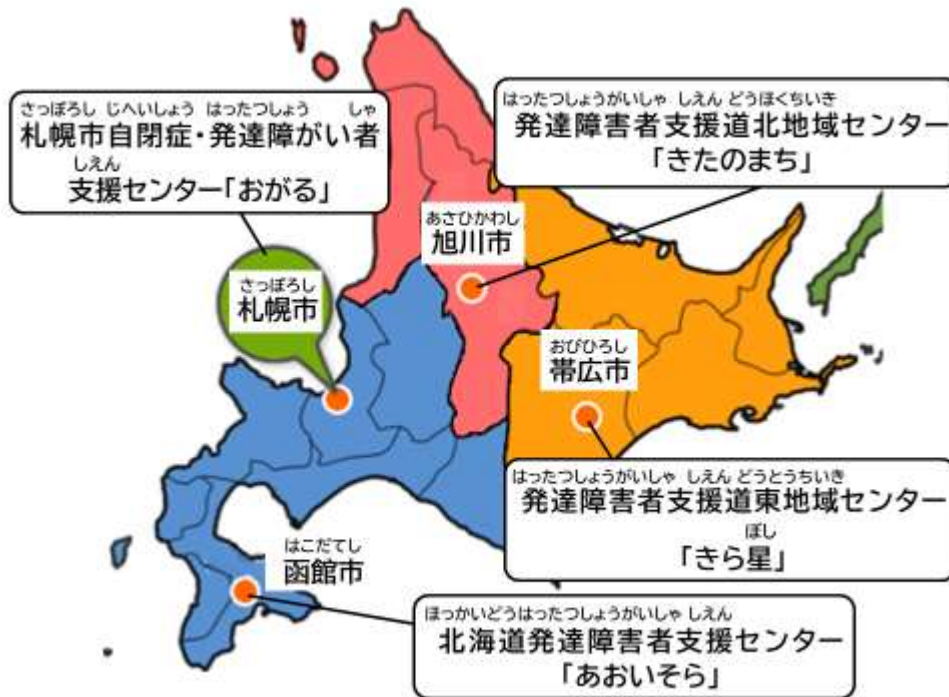 さっぽろし じへいしょう はったつしょう しゃ
札幌市自閉症・発達障がい者
しえん
支援センター「おがる」
はったつしょうがいしゃ しえん どうほくちいき
発達障害者支援道北地域センター
「きたのまち」
あさひかわし
旭川市
さっぽろし
札幌市
おびひろし
帯広市
はったつしょうがいしゃ しえん どうとうちいき
発達障害者支援道東地域センター
ぼし
「きら星」
はこだてし
函館市
ほっかいどうはったつしょうがいしゃ しえん
北海道発達障害者支援センター
「あおいそら」